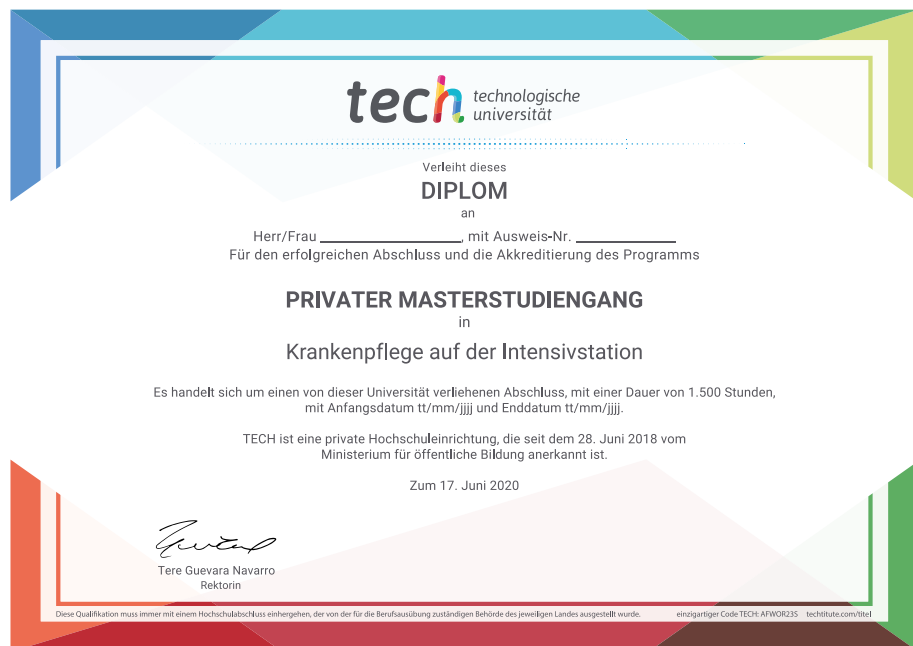 tech technologische
universität
Verleiht dieses
DIPLOM
an
Herr/Frau ____________________, mit Ausweis-Nr. ______________
Für den erfolgreichen Abschluss und die Akkreditierung des Programms
PRIVATER MASTERSTUDIENGANG
in
Krankenpflege auf der Intensivstation
Es handelt sich um einen von dieser Universität verliehenen Abschluss, mit einer Dauer von 1.500 Stunden,
mit Anfangsdatum tt/mm/jjjj und Enddatum tt/mm/jjjj.
TECH ist eine private Hochschuleinrichtung, die seit dem 28. Juni 2018 vom
Ministerium für öffentliche Bildung anerkannt ist.
Zum 17. Juni 2020
Tere Guevara Navarro
Rektorin
Diese Qualifikation muss immer mit einem Hochschulabschluss einhergehen, der von der für die Berufsausübung zuständigen Behörde des jeweiligen Landes ausgestellt wurde. einzigartiger Code TECH: AFWOR23S techtitute.com/titel